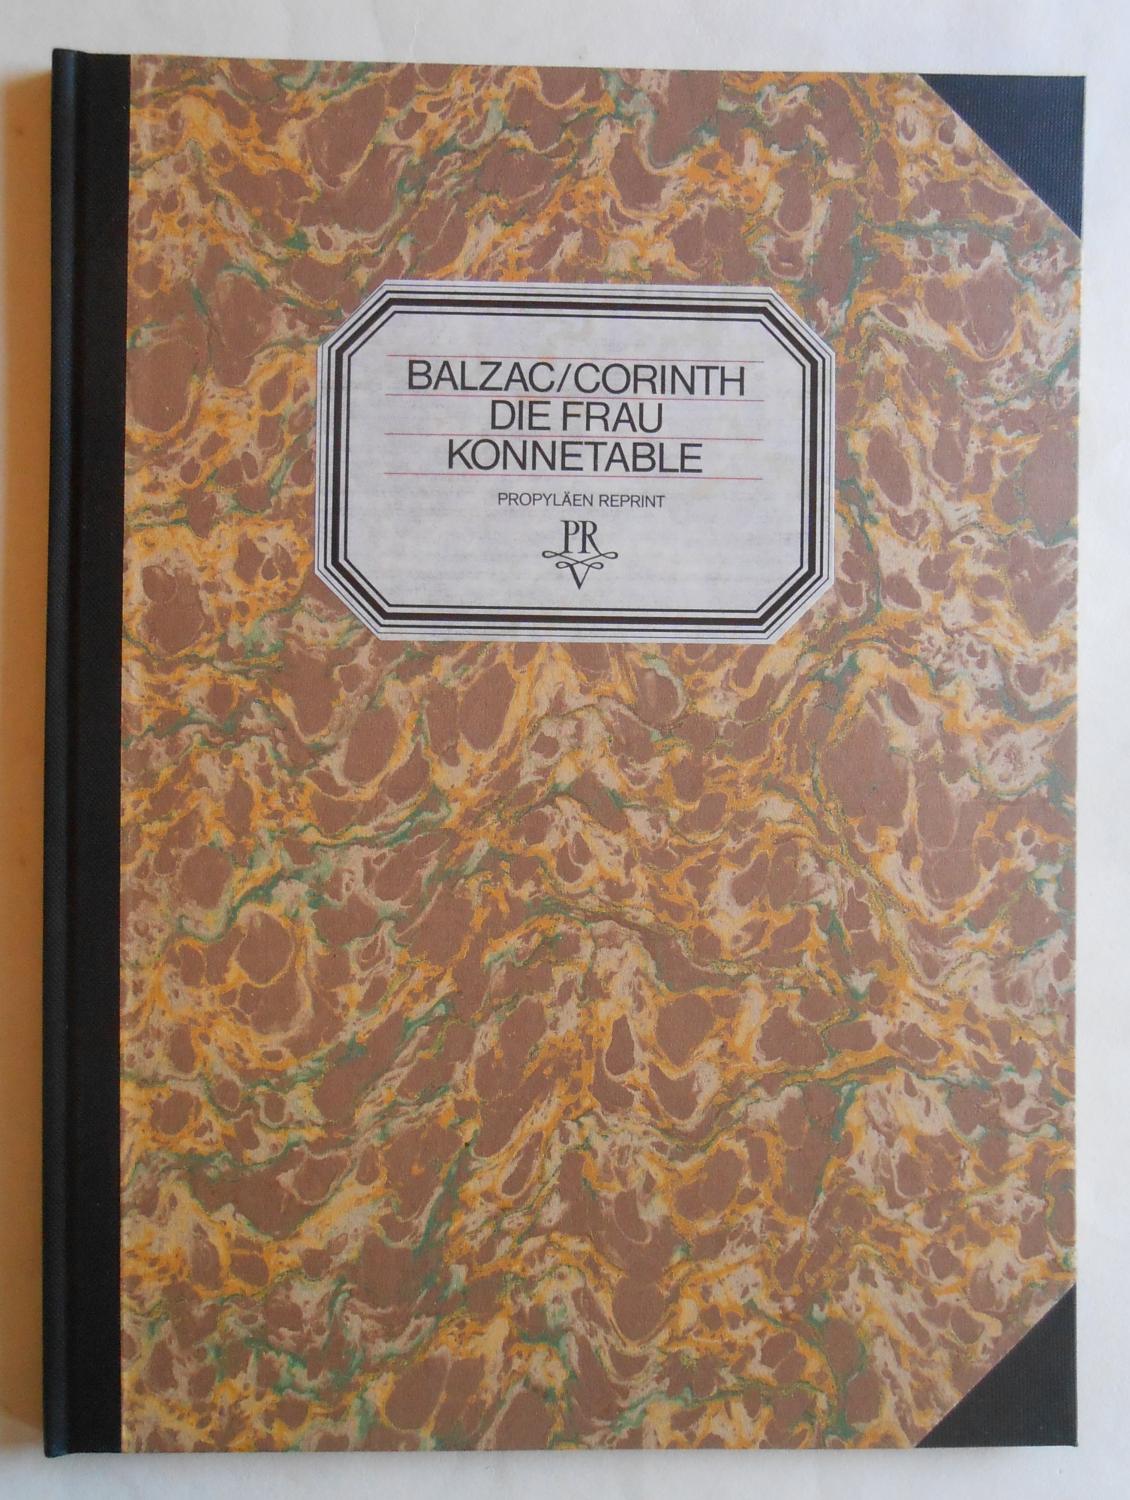 BALZAC/CORINTH
DIE FRAU
KONNETABLE
PROPYLÄEN REPRINT
PR
V